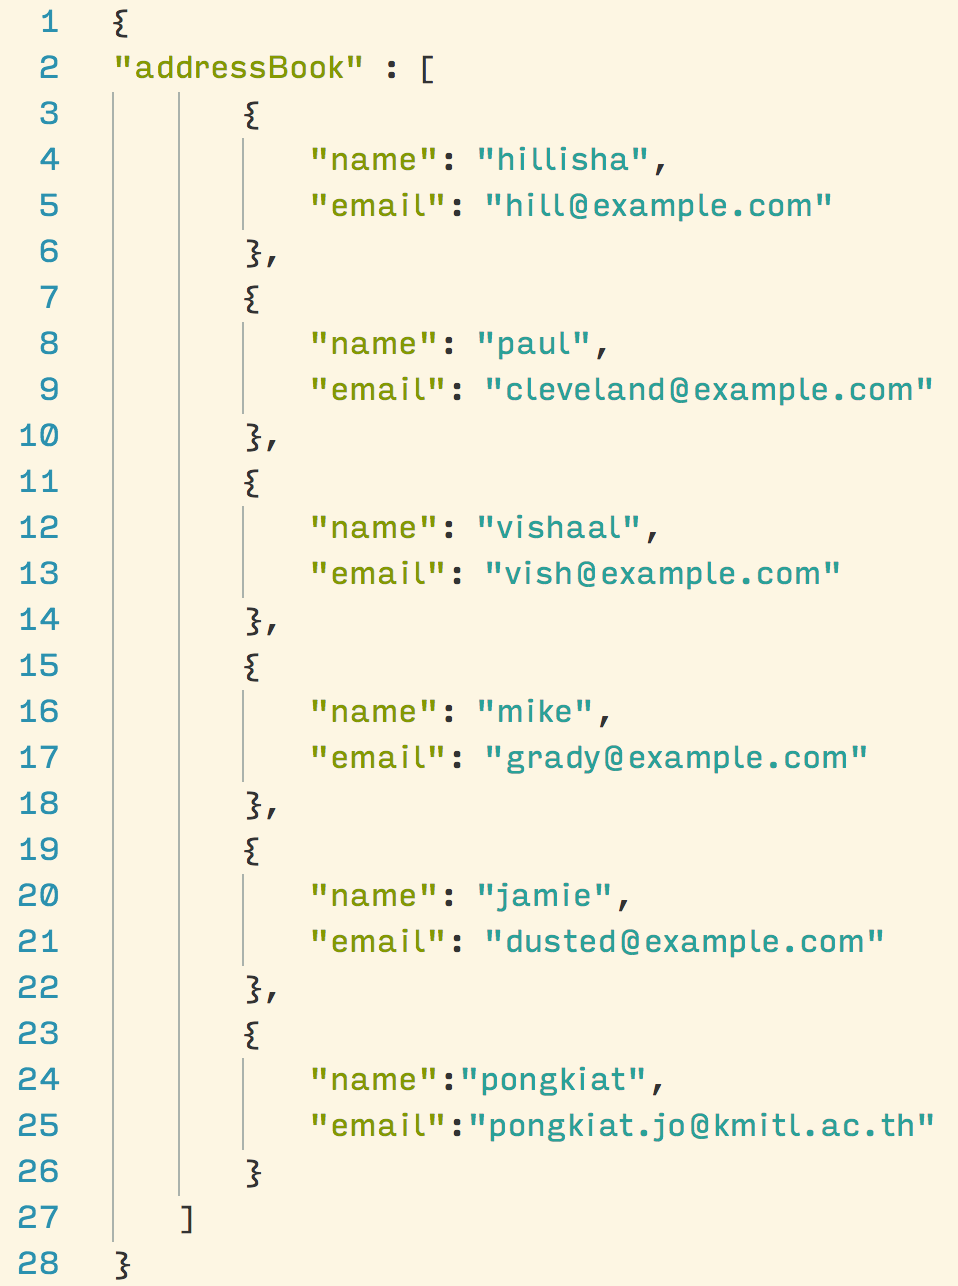 1 {
2 "addressBook" : [
3 {
4 "name": "hillisha",
5 "email": "hill@example.com"
6 },
7 {
8 "name": "paul",
9 "email": "cleveland@example.com"
10 },
11 {
12 "name": "vishaal",
13 "email": "vish@example.com"
14 },
15 {
16 "name": "mike",
17 "email": "grady@example.com"
18 },
19 {
20 "name": "jamie",
21 "email": "dusted@example.com"
22 },
23 {
24 "name":"pongkiat",
25 "email":"pongkiat.jo@kmitl.ac.th"
26 }
27 ]
28 }